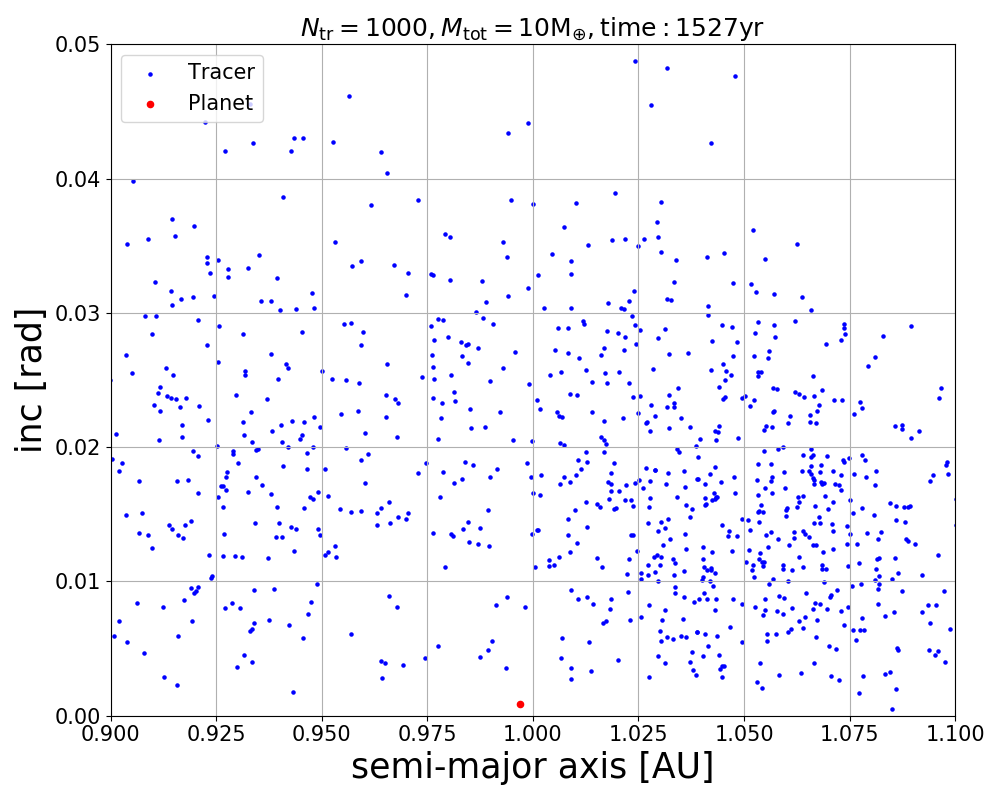 N_tr = 1000, M_tot = 10M_⊕, time : 1527yr
Tracer
Planet
inc [rad]
0.05
0.04
0.03
0.02
0.01
0.00
0.900 0.925 0.950 0.975 1.000 1.025 1.050 1.075 1.100
semi-major axis [AU]